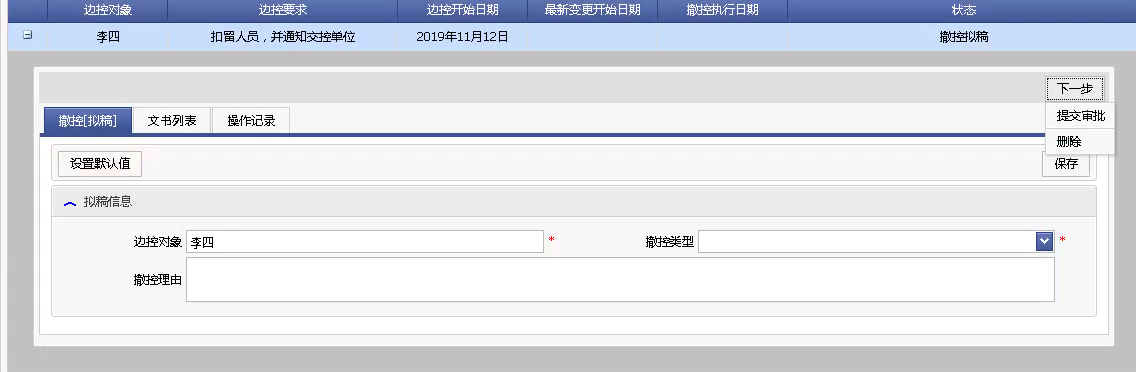 边控对象 边控要求 边控开始日期 最新变更开始日期 撤控执行日期 状态
李四 扣留人员，并通知交控单位 2019年11月12日 撤控拟稿
下一步
撤控[拟稿] 文书列表 操作记录 提交审批
删除
设置默认值 保存
拟稿信息
边控对象 李四 * 撤控类型 *
撤控理由